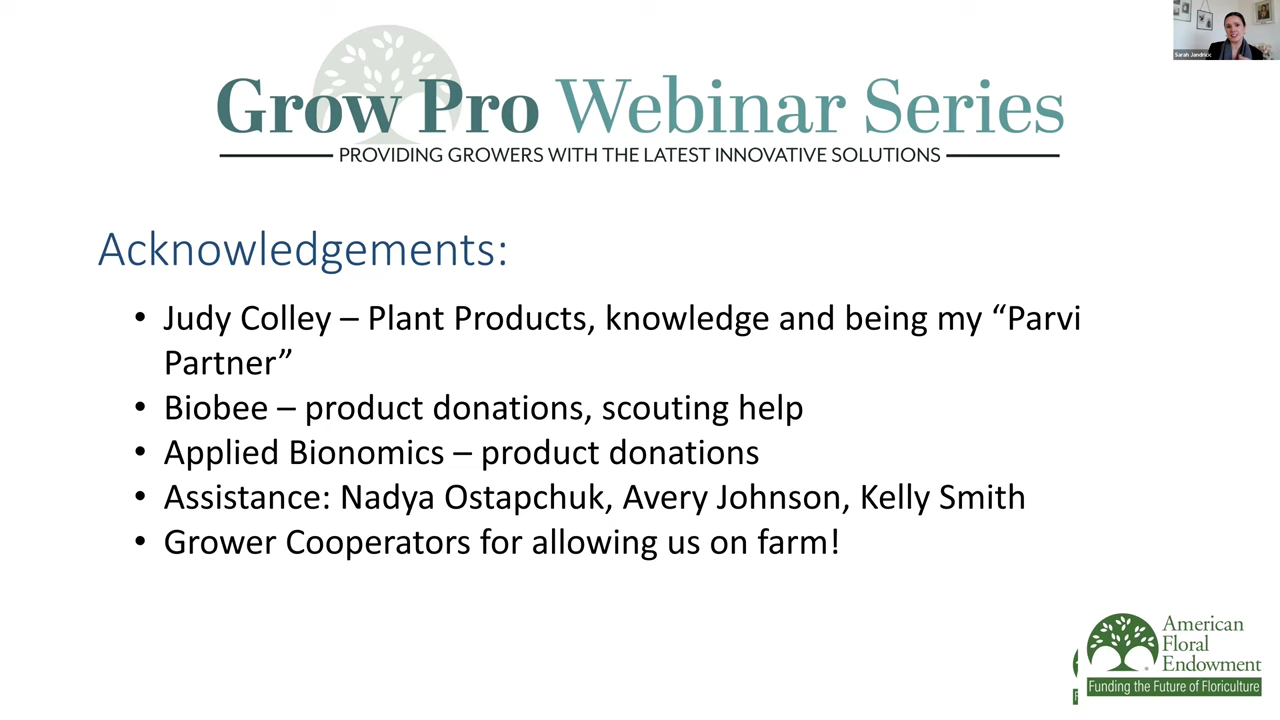 Sarah Jandricic
Grow Pro Webinar Series
PROVIDING GROWERS WITH THE LATEST INNOVATIVE SOLUTIONS
Acknowledgements:
• Judy Colley – Plant Products, knowledge and being my “Parvi
Partner”
• Biobee – product donations, scouting help
• Applied Bionomics – product donations
• Assistance: Nadya Ostapchuk, Avery Johnson, Kelly Smith
• Grower Cooperators for allowing us on farm!
American
Floral
Endowment
Funding the Future of Floriculture